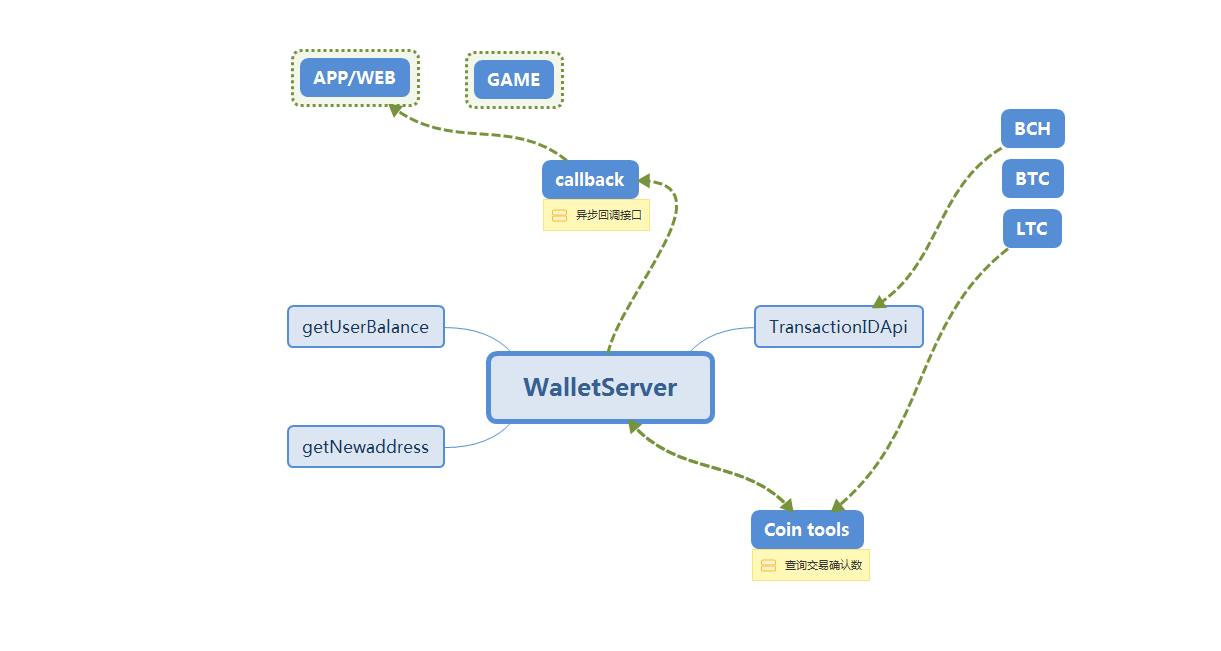 APP/WEB
GAME
BCH
callback
BTC
异步回调接口
LTC
getUserBalance
TransactionIDApi
WalletServer
getNewaddress
Coin tools
查询交易确认数